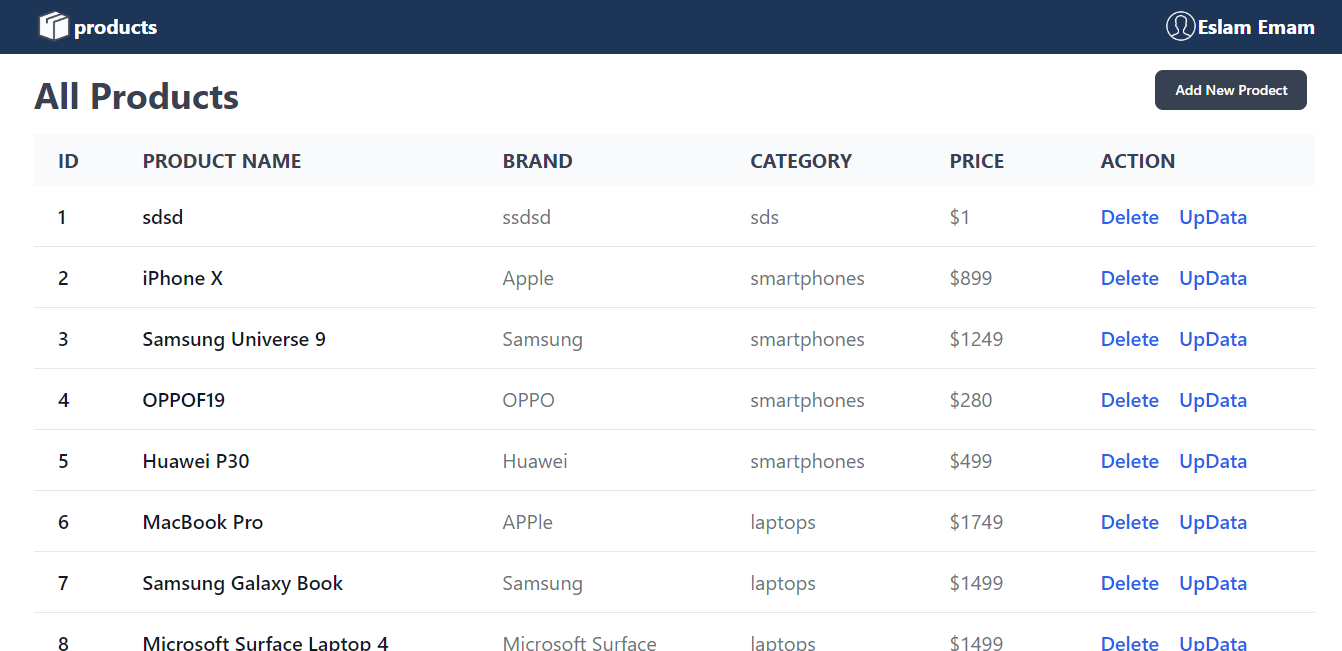 products
Eslam Emam
All Products
Add New Prodect
ID PRODUCT NAME BRAND CATEGORY PRICE ACTION
1 sdsd ssdsd sds $1 Delete UpData
2 iPhone X Apple smartphones $899 Delete UpData
3 Samsung Universe 9 Samsung smartphones $1249 Delete UpData
4 OPPOF19 OPPO smartphones $280 Delete UpData
5 Huawei P30 Huawei smartphones $499 Delete UpData
6 MacBook Pro APPle laptops $1749 Delete UpData
7 Samsung Galaxy Book Samsung laptops $1499 Delete UpData
8 Microsoft Surface Laptop 4 Microsoft Surface laptops $1499 Delete UpData